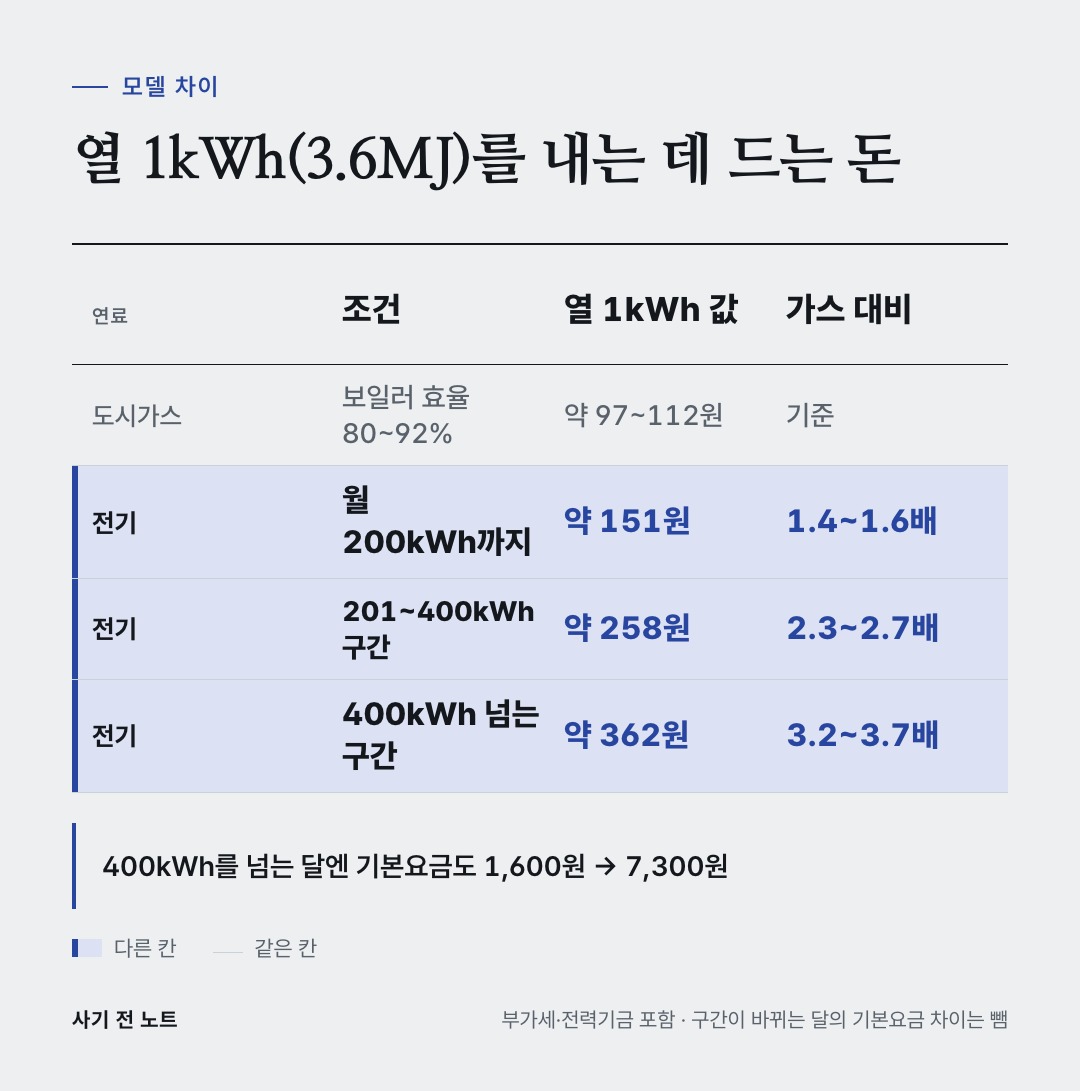 모델 차이
열 1kWh(3.6MJ)를 내는 데 드는 돈
연료 조건 열 1kWh 값 가스 대비
도시가스 보일러 효율 80~92% 약 97~112원 기준
전기 월 200kWh까지 약 151원 1.4~1.6배
전기 201~400kWh 구간 약 258원 2.3~2.7배
전기 400kWh 넘는 구간 약 362원 3.2~3.7배
400kWh를 넘는 달엔 기본요금도 1,600원 → 7,300원
다른 칸 같은 칸
사기 전 노트 부가세·전력기금 포함 · 구간이 바뀌는 달의 기본요금 차이는 뺌